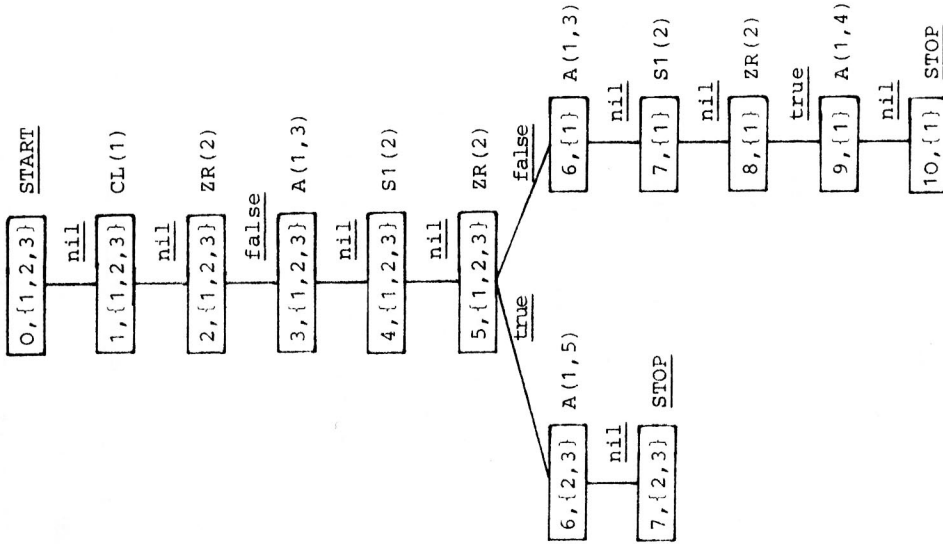 0,{1,2,3} START
nil
1,{1,2,3} CL(1)
nil
2,{1,2,3} ZR(2)
false
3,{1,2,3} A(1,3)
nil
4,{1,2,3} S1(2)
nil
5,{1,2,3} ZR(2)
true
false
6,{2,3} A(1,5)
nil
7,{2,3} STOP
6,{1} A(1,3)
nil
7,{1} S1(2)
nil
8,{1} ZR(2)
true
9,{1} A(1,4)
nil
10,{1} STOP